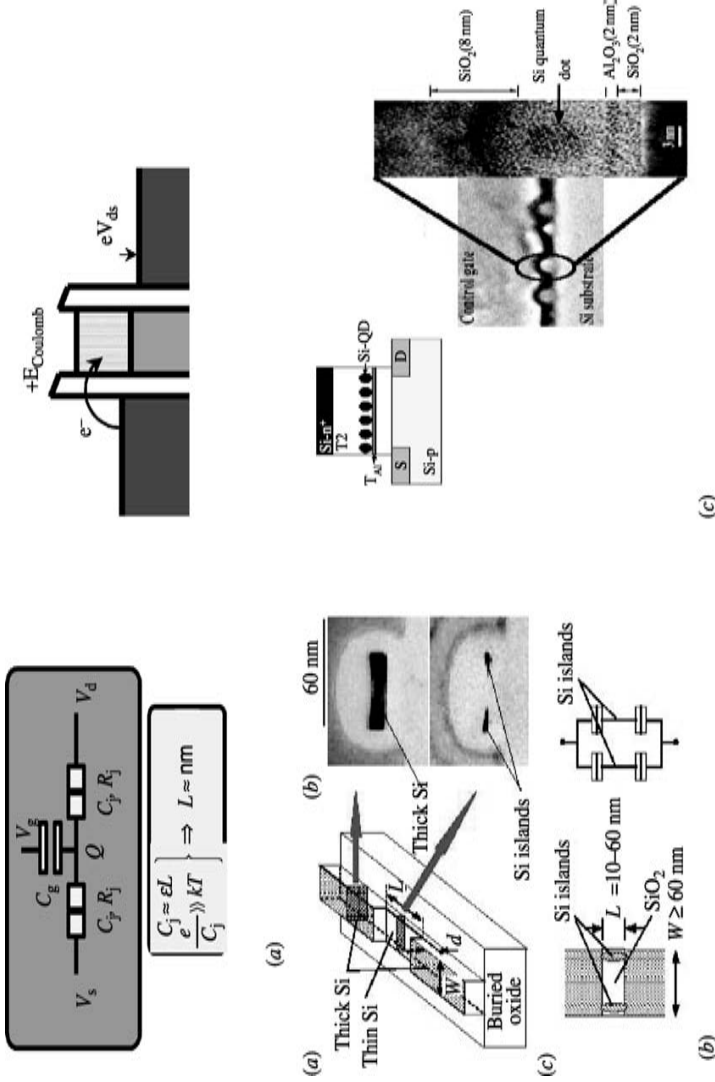 V_s
C_j, R_j
C_g
V_g
Q
C_j, R_j
V_d
C_j ≈ εL
e / C_j ≫ kT
⇒ L ≈ nm
+E_Coulomb
e⁻
eV_ds
(a)
(a)
Thick Si
Thin Si
L
W
d
Buried oxide
(b)
60 nm
Thick Si
Si islands
(c)
Si islands
L =10–60 nm
SiO₂
W ≥ 60 nm
Si islands
(b)
Si-n⁺
T2
T_Al
Si-QD
S
D
Si-p
Control gate
Si substrate
3 nm
SiO₂(8 nm)
Si quantum
dot
Al₂O₃(2 nm)
SiO₂(2 nm)
(c)